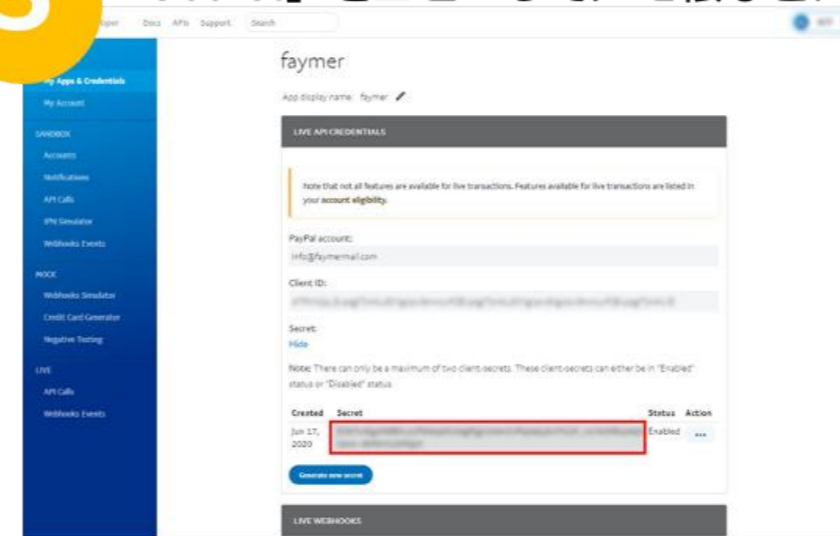 Docs APIs Support Search
My Apps & Credentials
My Account
SANDBOX
Accounts
Notifications
API Calls
IPN Simulator
Webhooks Events
MOCK
Webhooks Simulator
Credit Card Generator
Negative Testing
LIVE
API Calls
Webhooks Events
faymer
App display name: faymer
LIVE API CREDENTIALS
Note that not all features are available for live transactions. Features available for live transactions are listed in
your account eligibility.
PayPal account:
info@faymermail.com
Client ID:
Secret:
Hide
Note: There can only be a maximum of two client-secrets. These client-secrets can either be in "Enabled"
status or "Disabled" status.
Created Secret Status Action
Jun 17, Enabled
2020
Generate new secret
LIVE WEBHOOKS